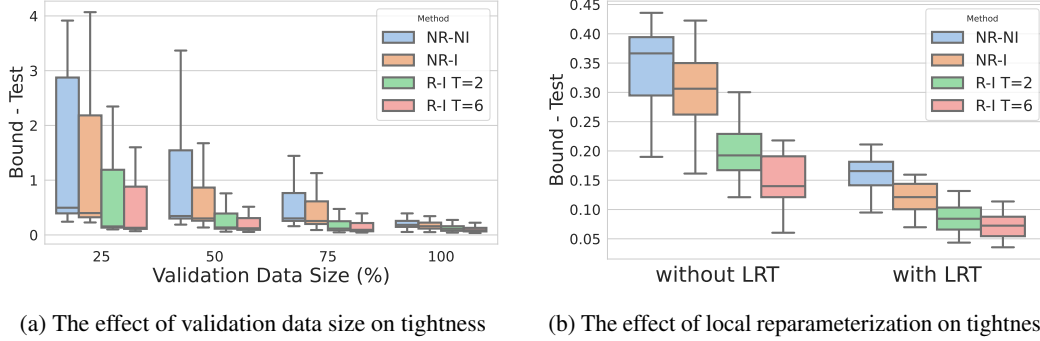 4
3
2
1
0
Bound - Test
Method
NR-NI
NR-I
R-I T=2
R-I T=6
25
50
75
100
Validation Data Size (%)
(a) The effect of validation data size on tightness
0.45
0.40
0.35
0.30
0.25
0.20
0.15
0.10
0.05
Bound - Test
Method
NR-NI
NR-I
R-I T=2
R-I T=6
without LRT
with LRT
(b) The effect of local reparameterization on tightnes